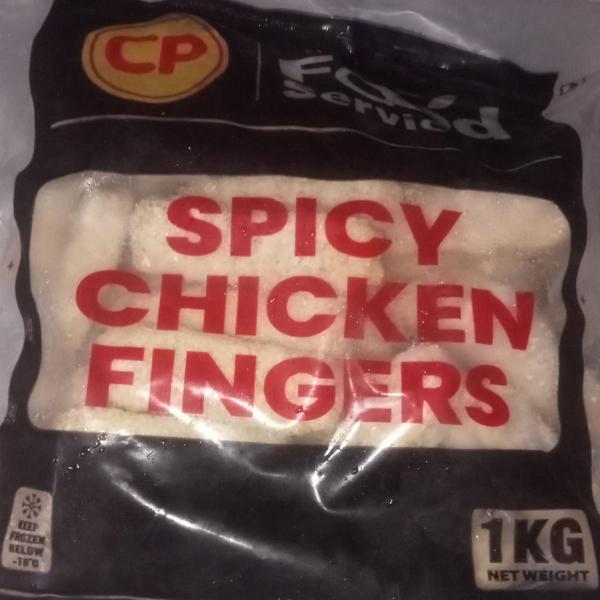 CP
Food
Service
SPICY
CHICKEN
FINGERS
KEEP
FROZEN
BELOW
-18°C
1KG
NET WEIGHT